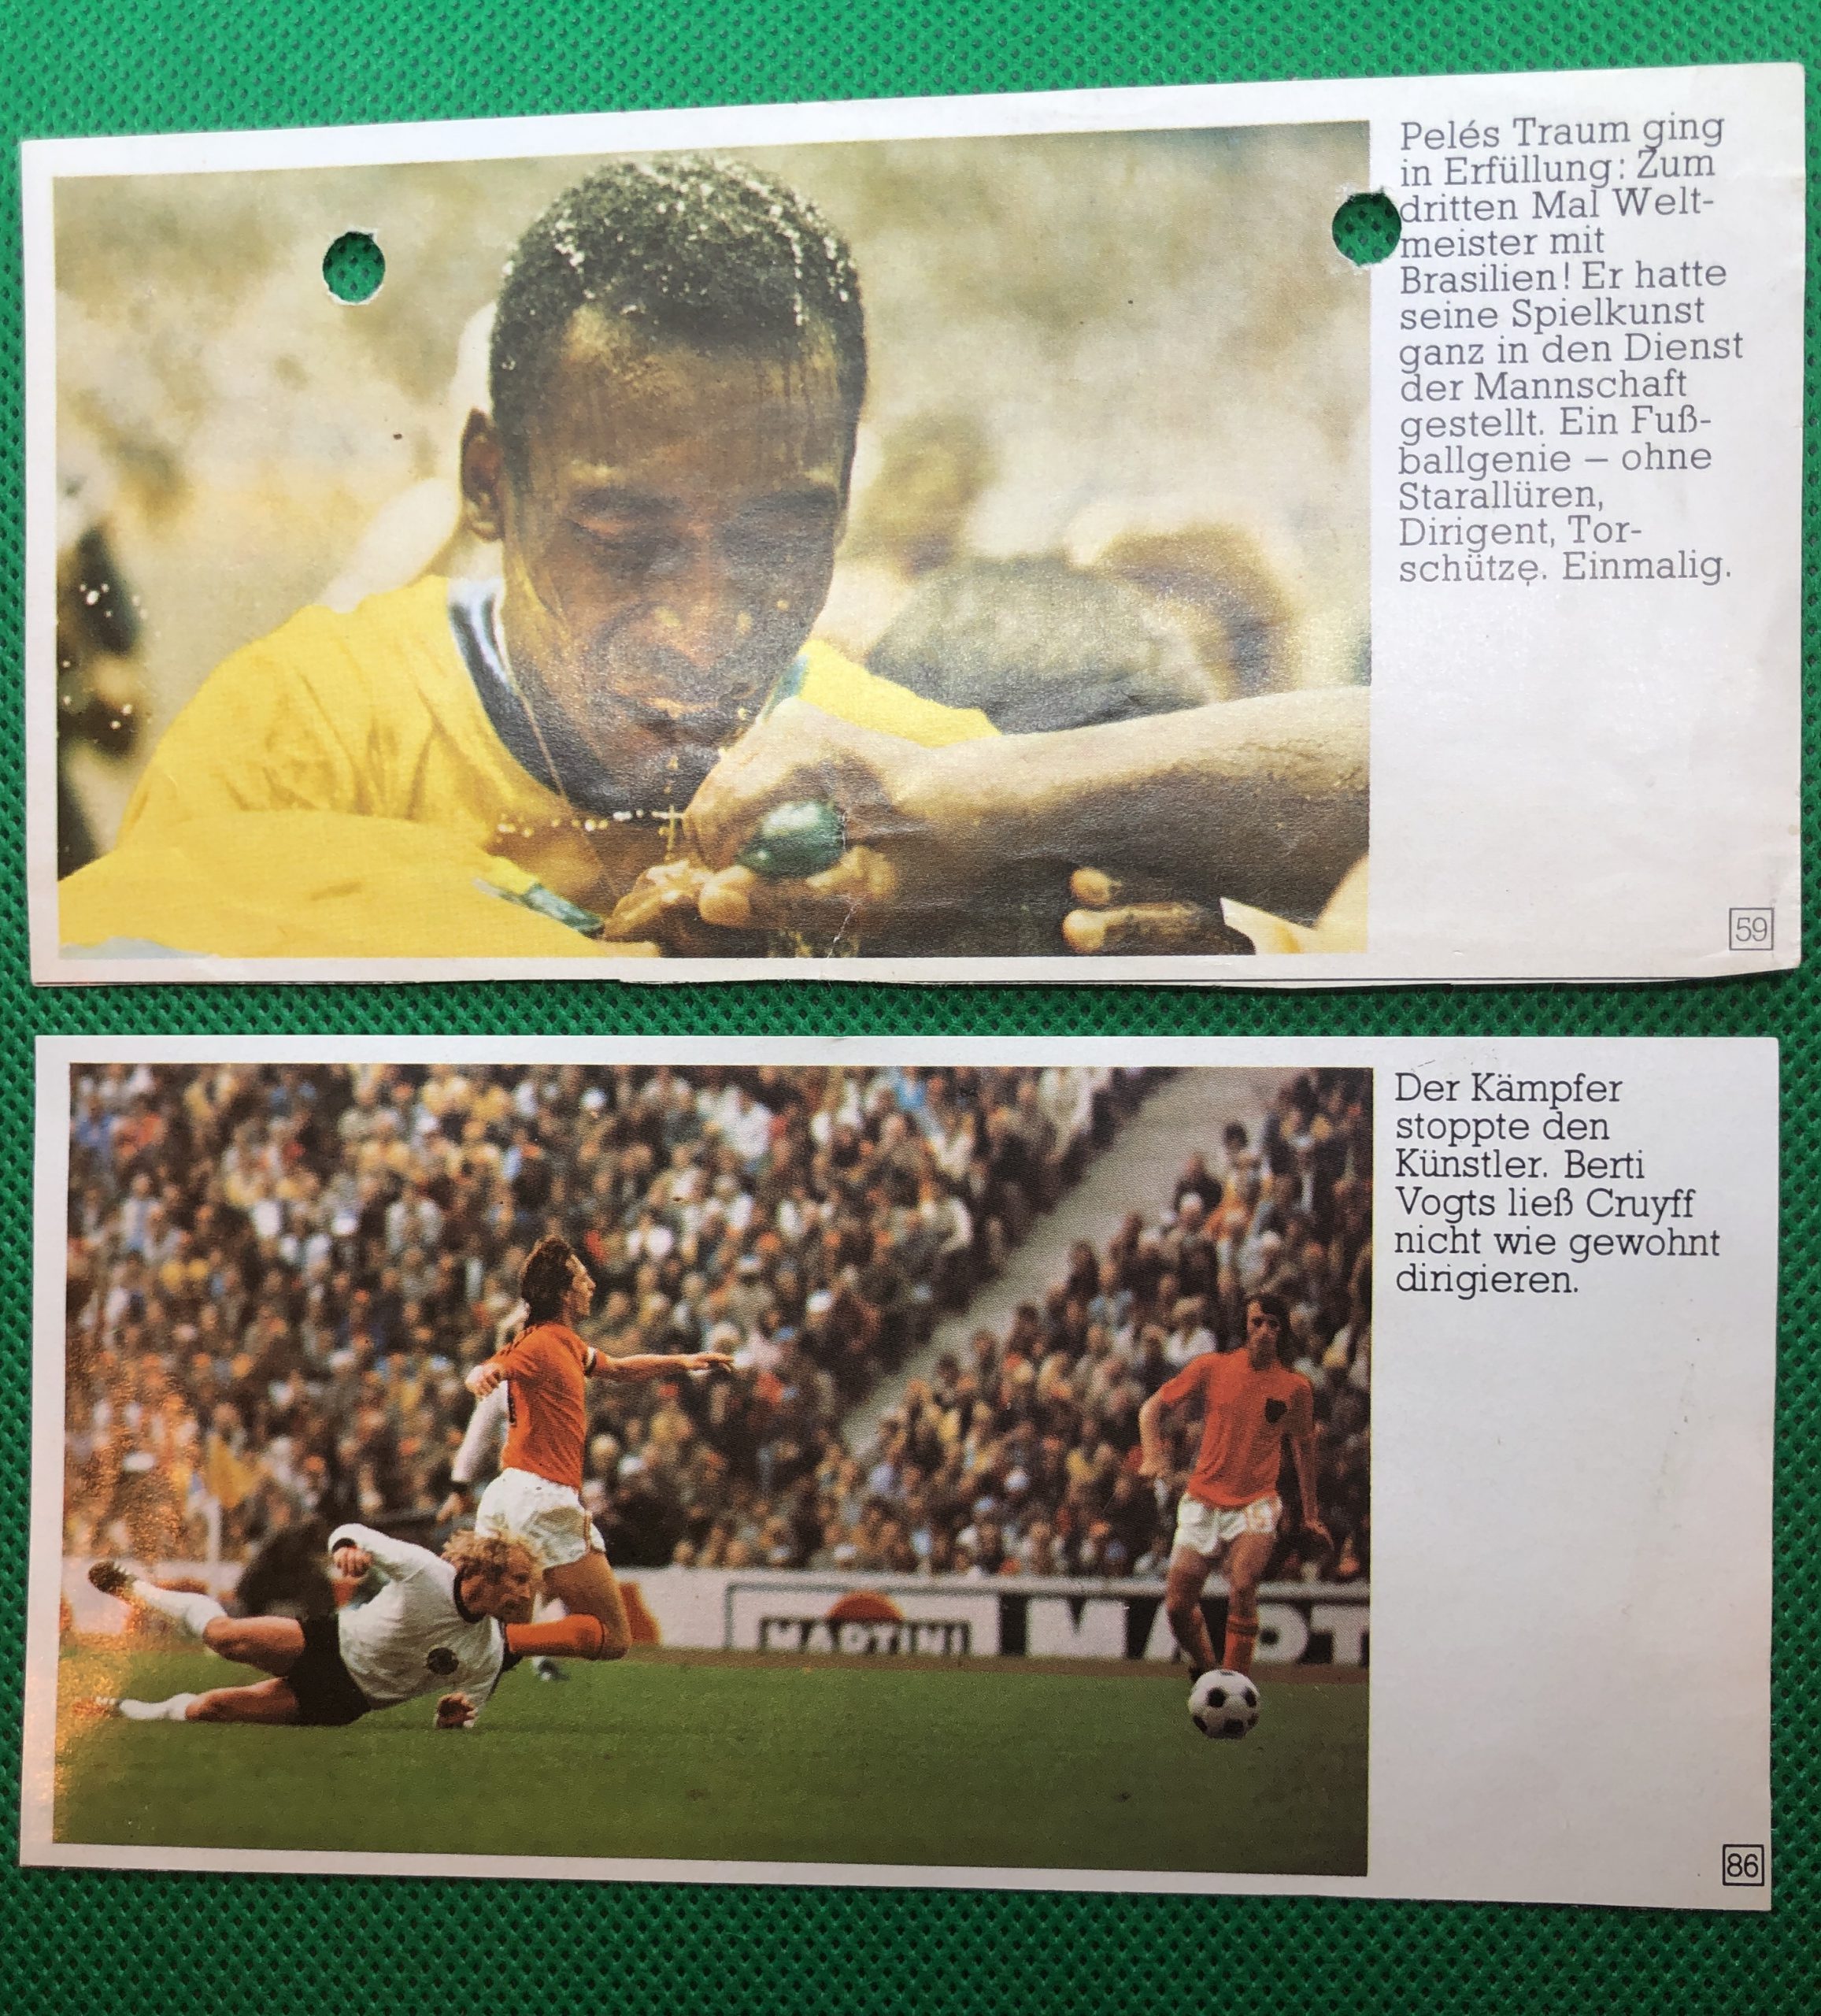 Pelés Traum ging
in Erfüllung: Zum
dritten Mal Welt-
meister mit
Brasilien! Er hatte
seine Spielkunst
ganz in den Dienst
der Mannschaft
gestellt. Ein Fuß-
ballgenie – ohne
Starallüren,
Dirigent, Tor-
schütze. Einmalig.
59
Der Kämpfer
stoppte den
Künstler. Berti
Vogts ließ Cruyff
nicht wie gewohnt
dirigieren.
MARTINI
MART
86